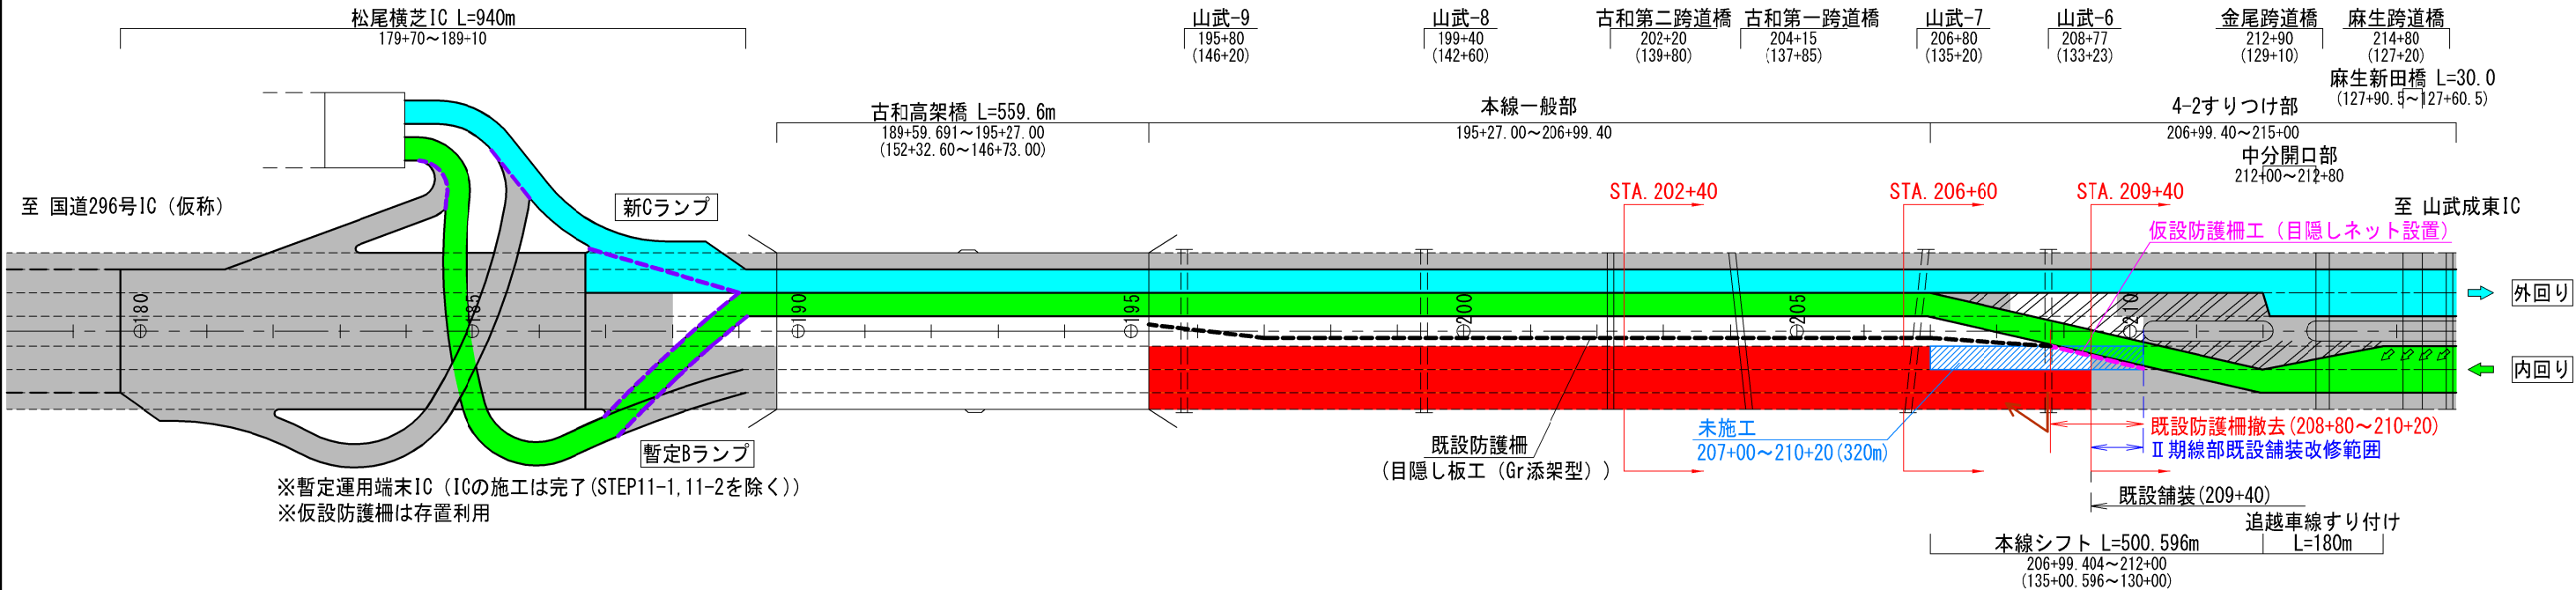 松尾横芝IC L=940m
179+70～189+10
山武-9
195+80
(146+20)
山武-8
199+40
(142+60)
古和第二跨道橋
202+20
(139+80)
古和第一跨道橋
204+15
(137+85)
山武-7
206+80
(135+20)
山武-6
208+77
(133+23)
金尾跨道橋
212+90
(129+10)
麻生跨道橋
214+80
(127+20)
麻生新田橋 L=30.0
(127+90.5～127+60.5)
古和高架橋 L=559.6m
189+59.691～195+27.00
(152+32.60～146+73.00)
本線一般部
195+27.00～206+99.40
4-2すりつけ部
206+99.40～215+00
中分開口部
212+00～212+80
至 国道296号IC（仮称）
新Cランプ
STA.202+40
STA.206+60
STA.209+40
至 山武成東IC
仮設防護柵工（目隠しネット設置）
180
185
190
195
200
205
210
外回り
内回り
暫定Bランプ
既設防護柵
(目隠し板工（Gr添架型）)
未施工
207+00～210+20(320m)
既設防護柵撤去(208+80～210+20)
Ⅱ期線部既設舗装改修範囲
※暫定運用端末IC（ICの施工は完了(STEP11-1,11-2を除く))
※仮設防護柵は存置利用
既設舗装(209+40)
追越車線すり付け
L=180m
本線シフト L=500.596m
206+99.404～212+00
(135+00.596～130+00)